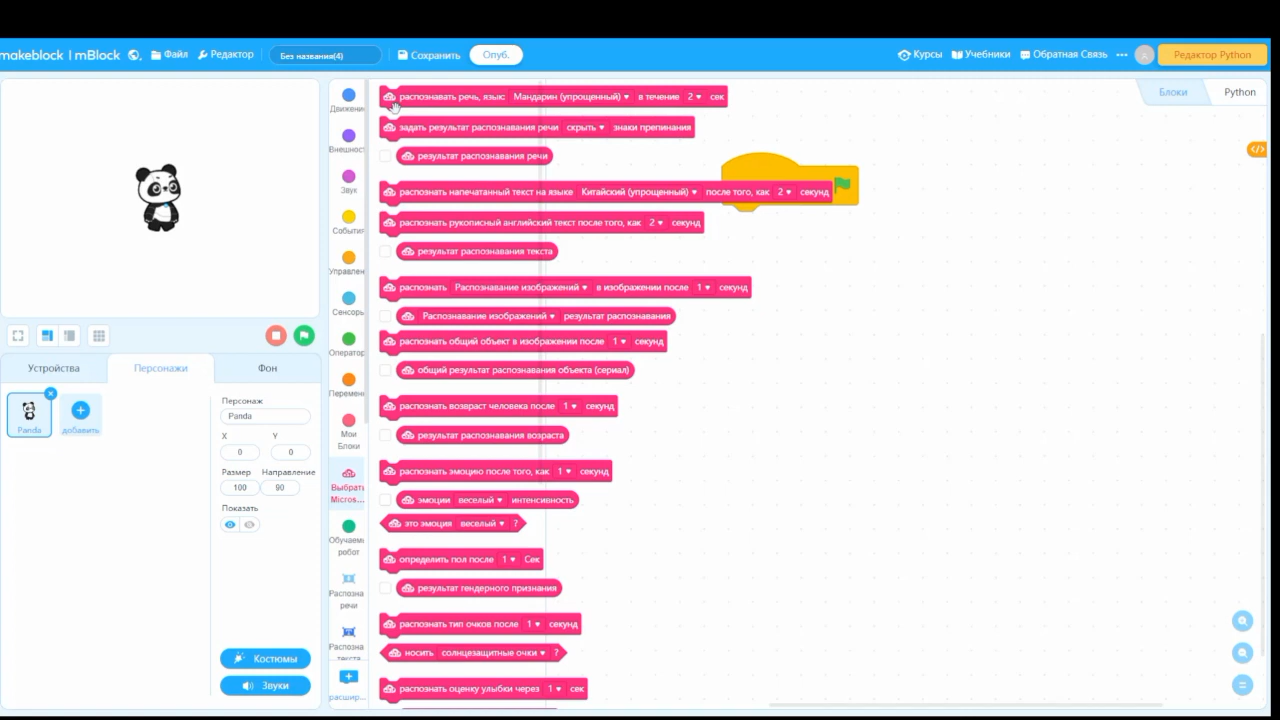 makeblock | mBlock Файл Редактор Без названия(4) Сохранить Опуб. Курсы Учебники Обратная Связь ••• Редактор Python
Блоки Python
Движени
Внешнос
Звук
События
Управлен
Сенсоры
Оператор
Перемен
Мои
Блоки
Выбрать
Micros...
Обучаем
робот
Распозна
речи
Распозна
текста
расшир...
распознавать речь, язык: Мандарин (упрощенный) в течение 2 сек
задать результат распознавания речи скрыть знаки препинания
результат распознавания речи
распознать напечатанный текст на языке Китайский (упрощенный) после того, как 2 секунд
распознать рукописный английский текст после того, как 2 секунд
результат распознавания текста
распознать Распознавание изображений в изображении после 1 секунд
Распознавание изображений результат распознавания
распознать общий объект в изображении после 1 секунд
общий результат распознавания объекта (сериал)
распознать возраст человека после 1 секунд
результат распознавания возраста
распознать эмоцию после того, как 1 секунд
эмоции веселый интенсивность
это эмоция веселый ?
определить пол после 1 Сек
результат гендерного признания
распознать тип очков после 1 секунд
носить солнцезащитные очки ?
распознать оценку улыбки через 1 сек
Устройства Персонажи Фон
Panda
добавить
Персонаж
Panda
X Y
0 0
Размер Направление
100 90
Показать
Костюмы
Звуки